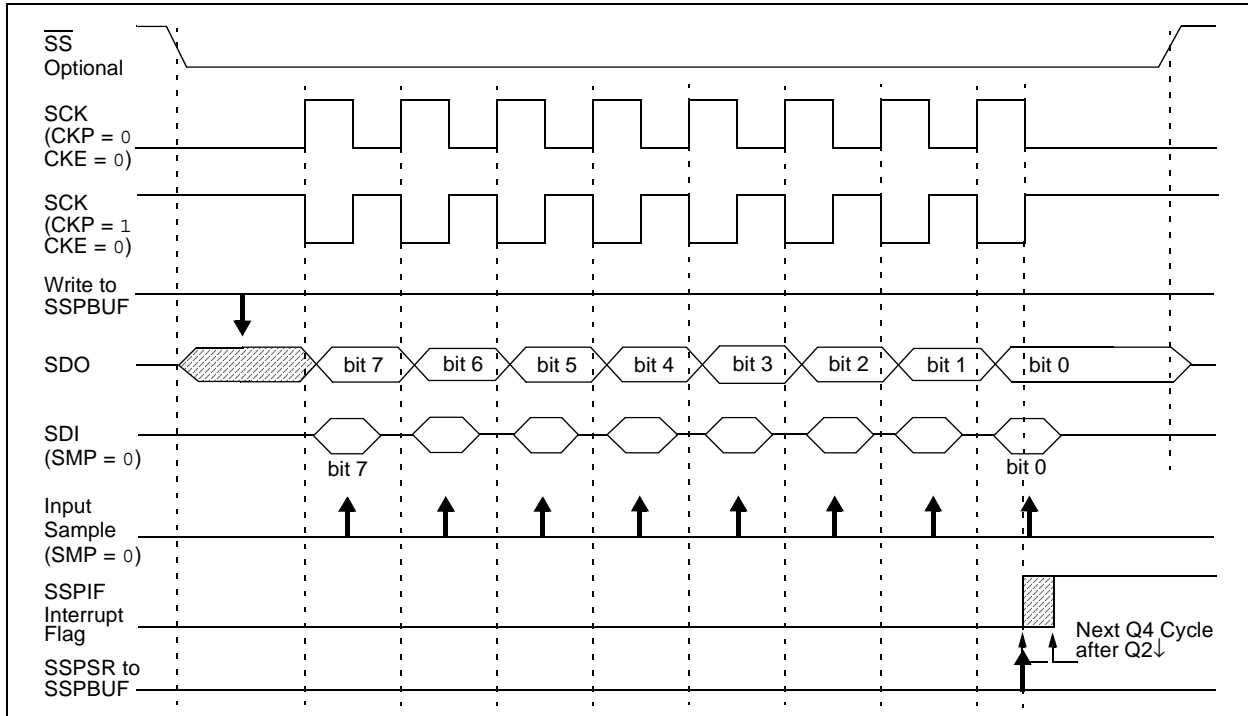 SS
Optional
SCK
(CKP = 0
CKE = 0)
SCK
(CKP = 1
CKE = 0)
Write to
SSPBUF
SDO
bit 7
bit 6
bit 5
bit 4
bit 3
bit 2
bit 1
bit 0
SDI
(SMP = 0)
bit 7
bit 0
Input
Sample
(SMP = 0)
SSPIF
Interrupt
Flag
Next Q4 Cycle
after Q2↓
SSPSR to
SSPBUF